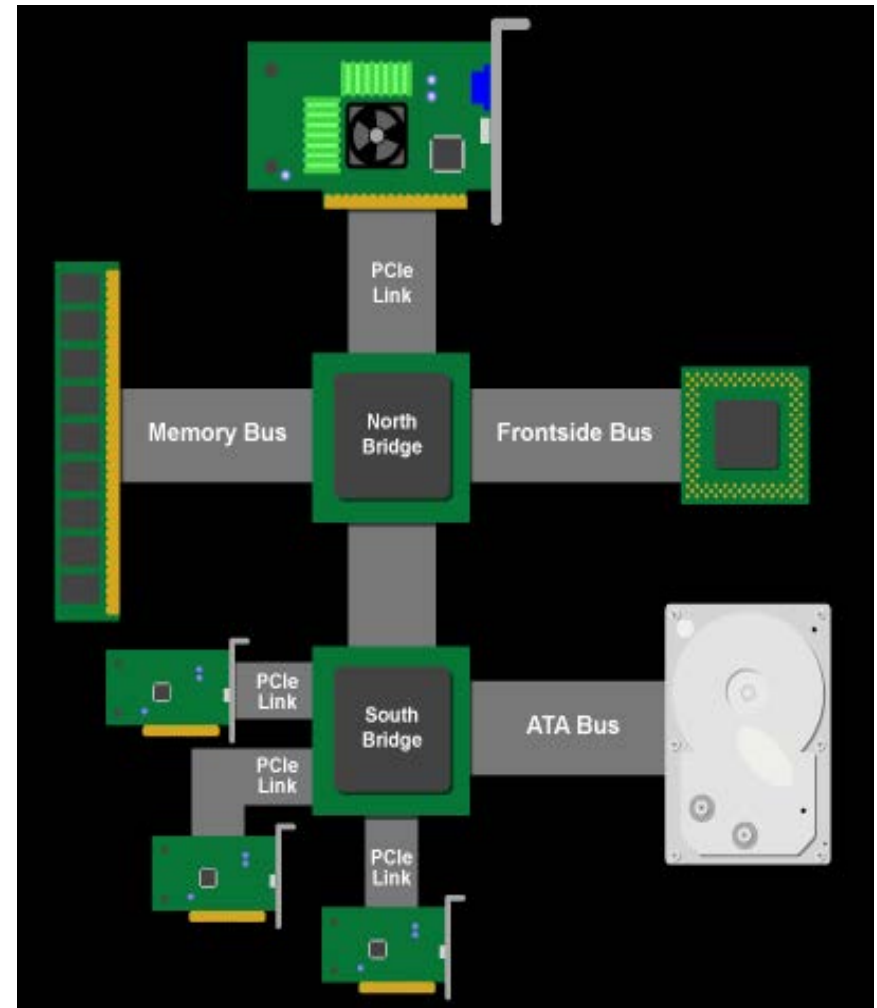 PCIe
Link
Memory Bus
North
Bridge
Frontside Bus
PCIe
Link
South
Bridge
ATA Bus
PCIe
Link
PCIe
Link